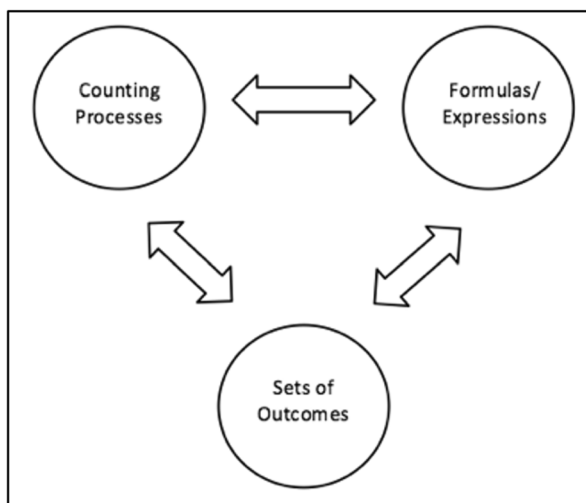 Counting
Processes
Formulas/
Expressions
Sets of
Outcomes